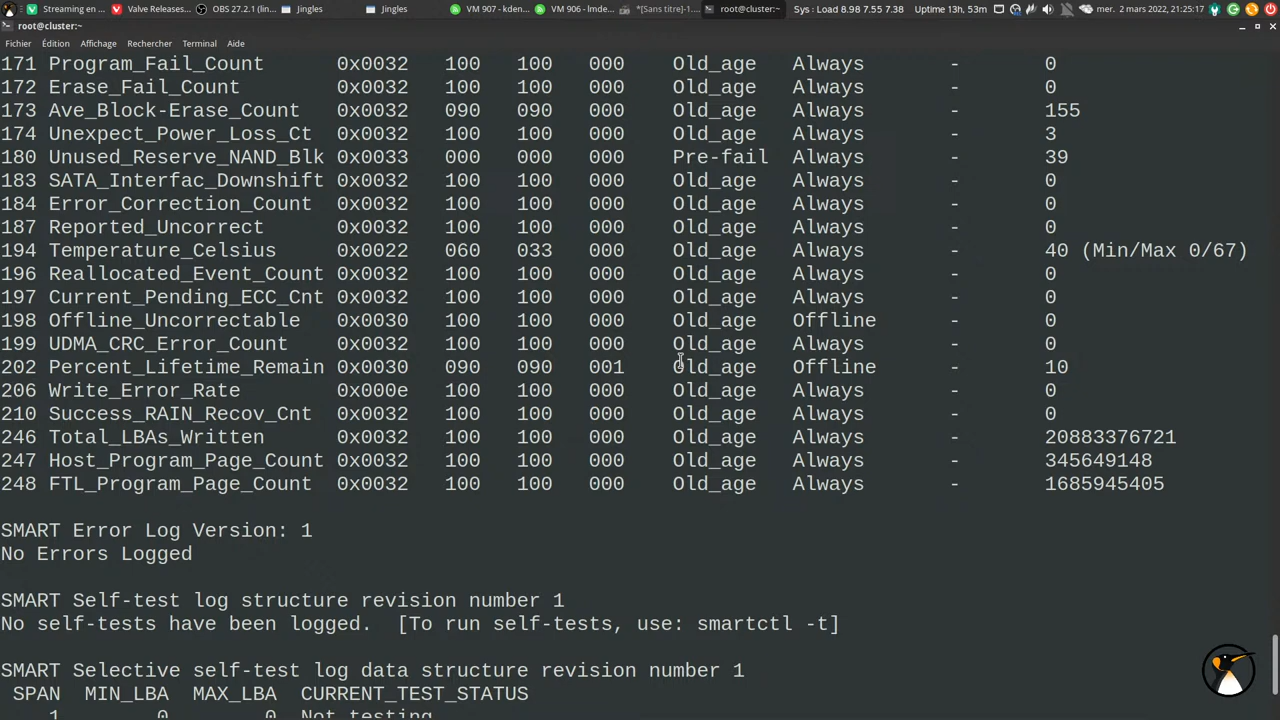 Streaming en ... Valve Releases... OBS 27.2.1 (lin... Jingles Jingles VM 907 - kden... VM 906 - lmde... *[Sans titre]-1.... root@cluster:~ Sys : Load 8.98 7.55 7.38 Uptime 13h, 53m mer. 2 mars 2022, 21:25:17
root@cluster:~
Fichier Édition Affichage Rechercher Terminal Aide
171 Program_Fail_Count 0x0032 100 100 000 Old_age Always - 0
172 Erase_Fail_Count 0x0032 100 100 000 Old_age Always - 0
173 Ave_Block-Erase_Count 0x0032 090 090 000 Old_age Always - 155
174 Unexpect_Power_Loss_Ct 0x0032 100 100 000 Old_age Always - 3
180 Unused_Reserve_NAND_Blk 0x0033 000 000 000 Pre-fail Always - 39
183 SATA_Interfac_Downshift 0x0032 100 100 000 Old_age Always - 0
184 Error_Correction_Count 0x0032 100 100 000 Old_age Always - 0
187 Reported_Uncorrect 0x0032 100 100 000 Old_age Always - 0
194 Temperature_Celsius 0x0022 060 033 000 Old_age Always - 40 (Min/Max 0/67)
196 Reallocated_Event_Count 0x0032 100 100 000 Old_age Always - 0
197 Current_Pending_ECC_Cnt 0x0032 100 100 000 Old_age Always - 0
198 Offline_Uncorrectable 0x0030 100 100 000 Old_age Offline - 0
199 UDMA_CRC_Error_Count 0x0032 100 100 000 Old_age Always - 0
202 Percent_Lifetime_Remain 0x0030 090 090 001 Old_age Offline - 10
206 Write_Error_Rate 0x000e 100 100 000 Old_age Always - 0
210 Success_RAIN_Recov_Cnt 0x0032 100 100 000 Old_age Always - 0
246 Total_LBAs_Written 0x0032 100 100 000 Old_age Always - 20883376721
247 Host_Program_Page_Count 0x0032 100 100 000 Old_age Always - 345649148
248 FTL_Program_Page_Count 0x0032 100 100 000 Old_age Always - 1685945405
SMART Error Log Version: 1
No Errors Logged
SMART Self-test log structure revision number 1
No self-tests have been logged. [To run self-tests, use: smartctl -t]
SMART Selective self-test log data structure revision number 1
SPAN MIN_LBA MAX_LBA CURRENT_TEST_STATUS
1 0 0 Not_testing